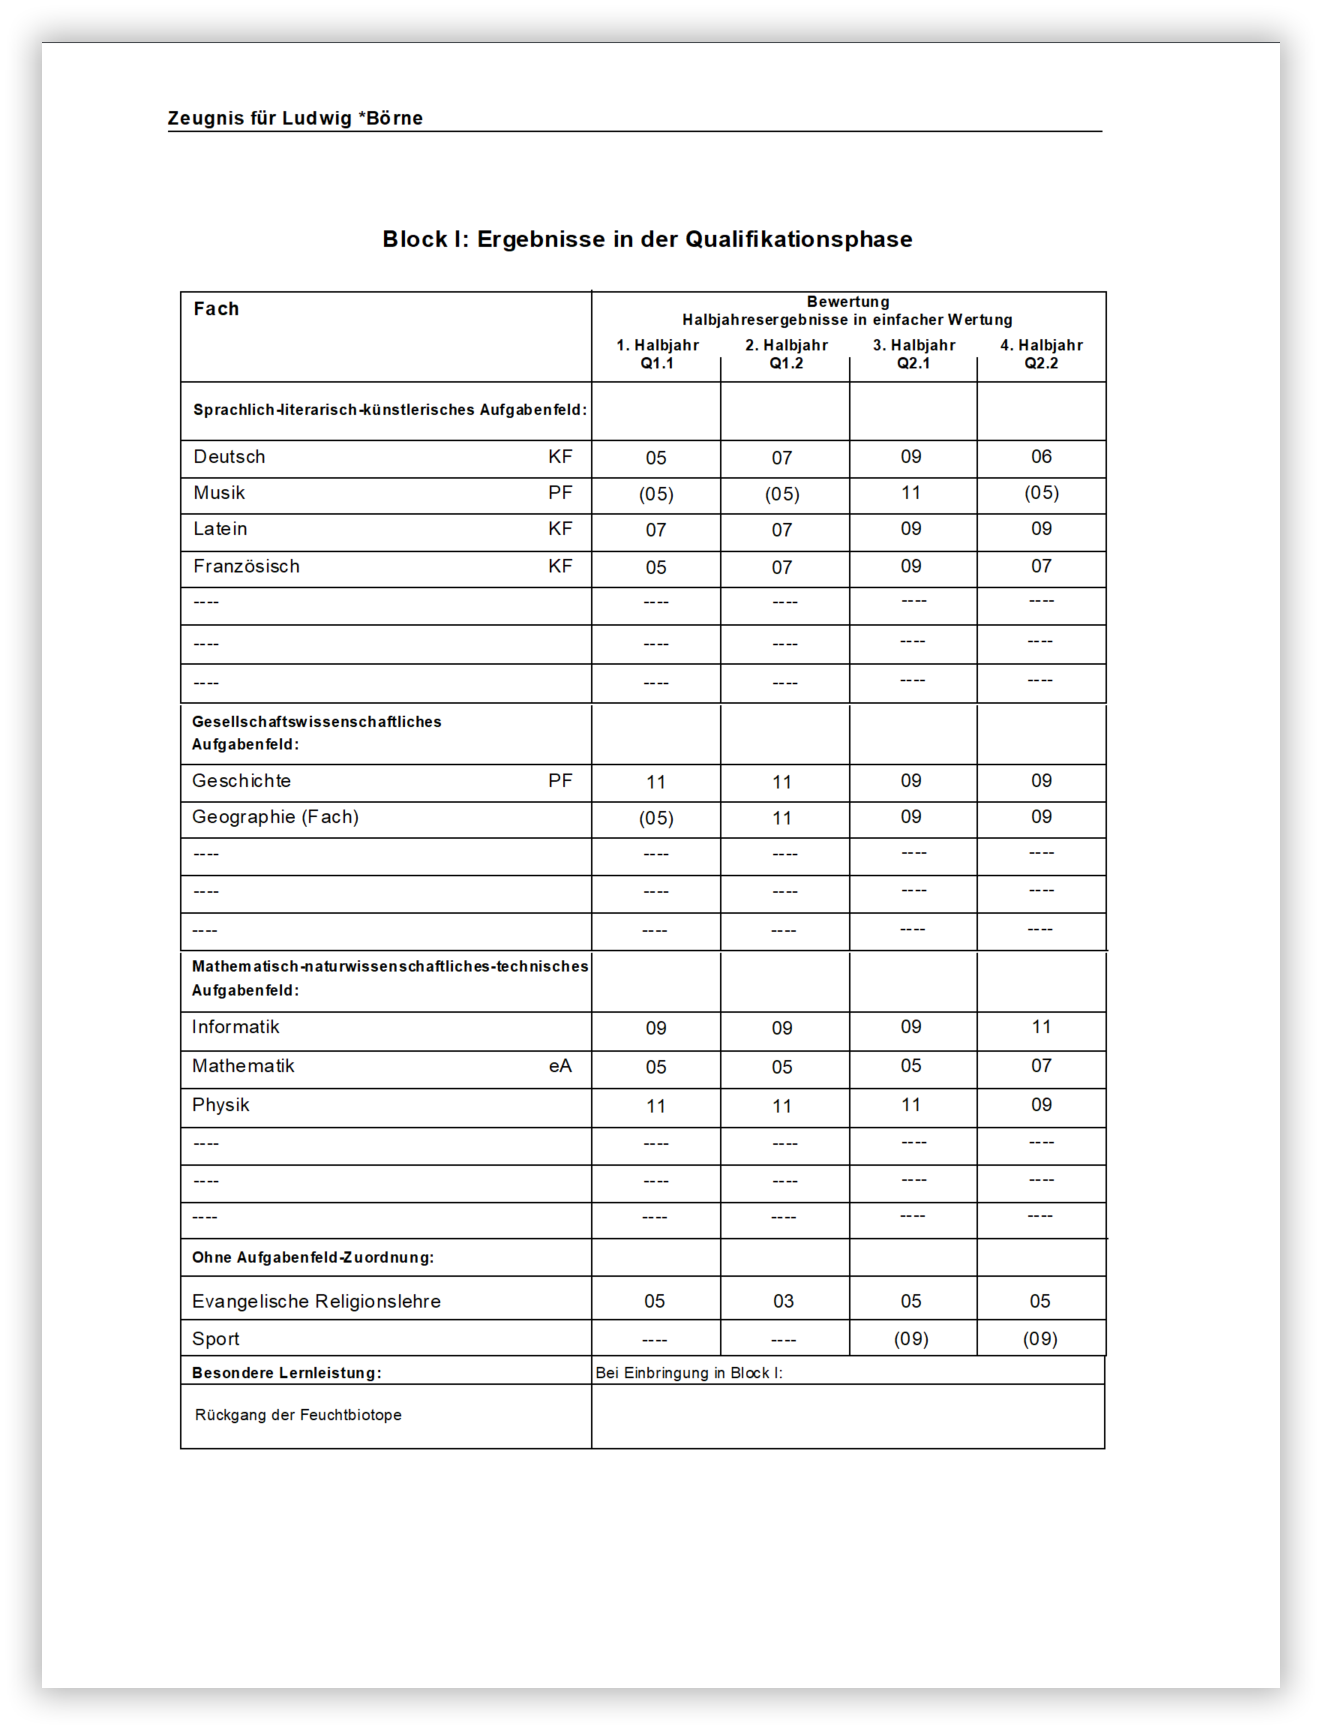 Zeugnis für Ludwig *Börne
Block I: Ergebnisse in der Qualifikationsphase
Fach
Bewertung
Halbjahresergebnisse in einfacher Wertung
1. Halbjahr 2. Halbjahr 3. Halbjahr 4. Halbjahr
Q1.1 Q1.2 Q2.1 Q2.2
Sprachlich-literarisch-künstlerisches Aufgabenfeld:
Deutsch KF 05 07 09 06
Musik PF (05) (05) 11 (05)
Latein KF 07 07 09 09
Französisch KF 05 07 09 07
---- ---- ---- ---- ----
---- ---- ---- ---- ----
---- ---- ---- ---- ----
Gesellschaftswissenschaftliches
Aufgabenfeld:
Geschichte PF 11 11 09 09
Geographie (Fach) (05) 11 09 09
---- ---- ---- ---- ----
---- ---- ---- ---- ----
---- ---- ---- ---- ----
Mathematisch-naturwissenschaftliches-technisches
Aufgabenfeld:
Informatik 09 09 09 11
Mathematik eA 05 05 05 07
Physik 11 11 11 09
---- ---- ---- ---- ----
---- ---- ---- ---- ----
---- ---- ---- ---- ----
Ohne Aufgabenfeld-Zuordnung:
Evangelische Religionslehre 05 03 05 05
Sport ---- ---- (09) (09)
Besondere Lernleistung: Bei Einbringung in Block I:
Rückgang der Feuchtbiotope